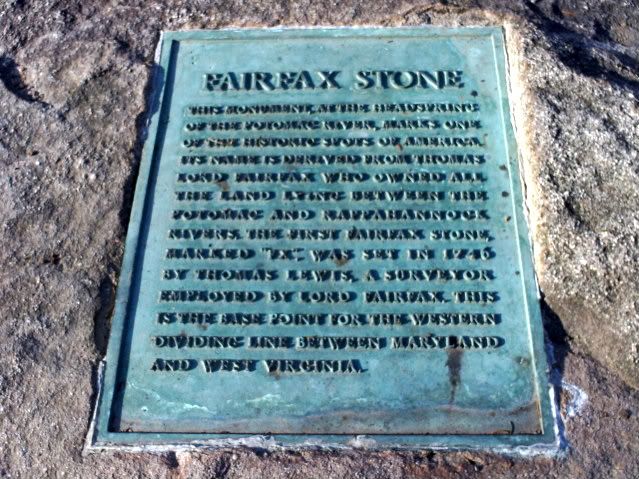 FAIRFAX STONE
THIS MONUMENT, AT THE HEADSPRING
OF THE POTOMAC RIVER, MARKS ONE
OF THE HISTORIC SPOTS OF AMERICA.
ITS NAME IS DERIVED FROM THOMAS
LORD FAIRFAX WHO OWNED ALL
THE LAND LYING BETWEEN THE
POTOMAC AND RAPPAHANNOCK
RIVERS. THE FIRST FAIRFAX STONE,
MARKED "FX", WAS SET IN 1746
BY THOMAS LEWIS, A SURVEYOR
EMPLOYED BY LORD FAIRFAX. THIS
IS THE BASE POINT FOR THE WESTERN
DIVIDING LINE BETWEEN MARYLAND
AND WEST VIRGINIA.